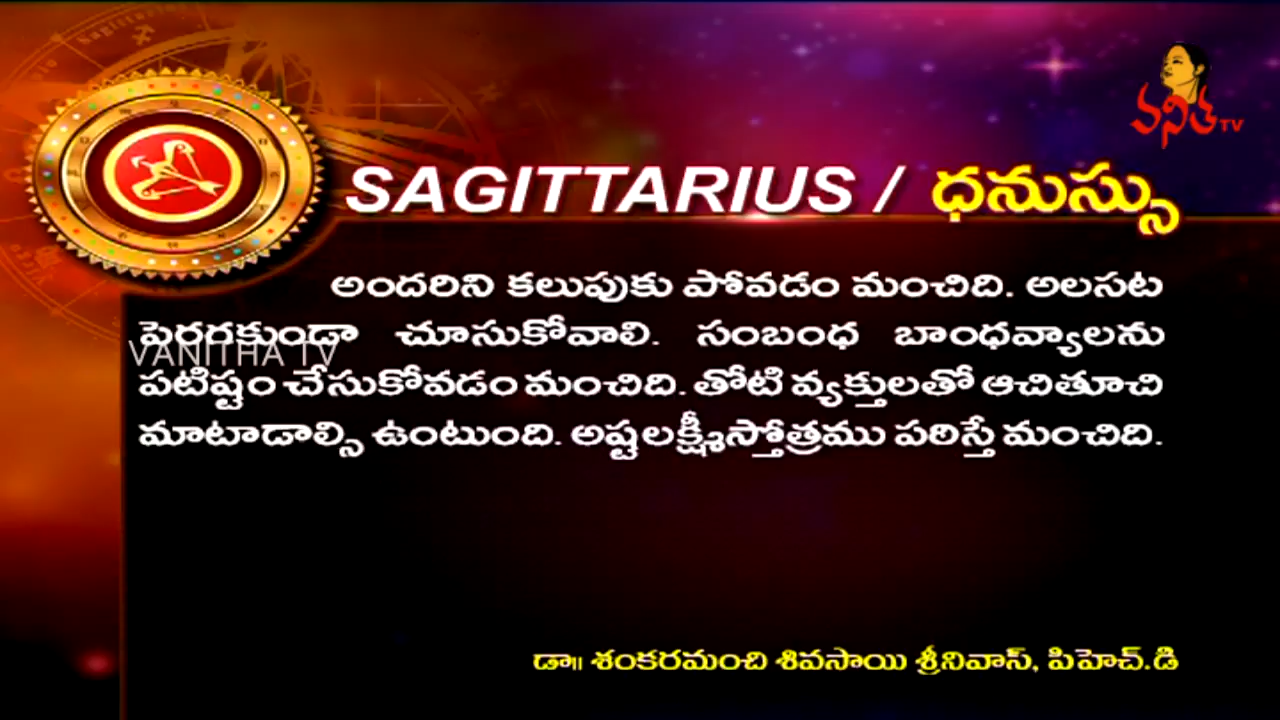 వనిత TV
SAGITTARIUS / ధనుస్సు
అందరిని కలుపుకు పోవడం మంచిది. అలసట
పెరగకుండా చూసుకోవాలి. సంబంధ బాంధవ్యాలను
VANITHA TV
పటిష్టం చేసుకోవడం మంచిది. తోటి వ్యక్తులతో ఆచితూచి
మాటాడాల్సి ఉంటుంది. అష్టలక్ష్మీస్తోత్రము పఠిస్తే మంచిది.
డా॥ శంకరమంచి శివసాయి శ్రీనివాస్, పిహెచ్.డి